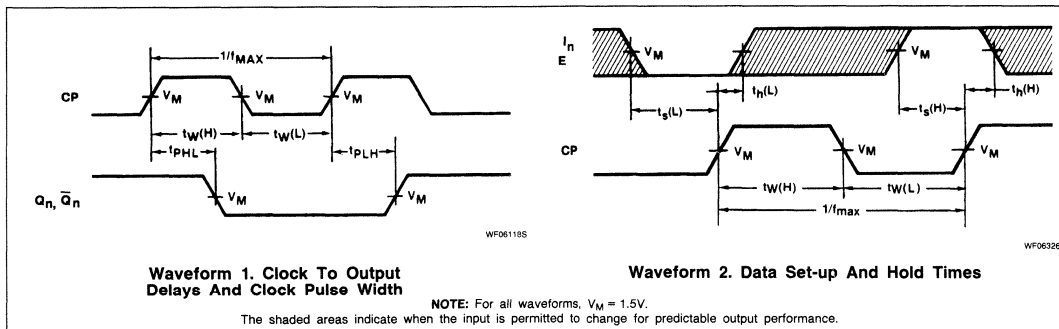 1/fMAX
CP
VM
VM
VM
tW(H)
tW(L)
tPHL
tPLH
Qn, Q̅n
VM
VM
WF06118S
Waveform 1. Clock To Output
Delays And Clock Pulse Width
In
E
VM
VM
th(L)
th(H)
ts(L)
ts(H)
CP
VM
VM
VM
tW(H)
tW(L)
1/fmax
WF06326
Waveform 2. Data Set-up And Hold Times
NOTE: For all waveforms, VM = 1.5V.
The shaded areas indicate when the input is permitted to change for predictable output performance.